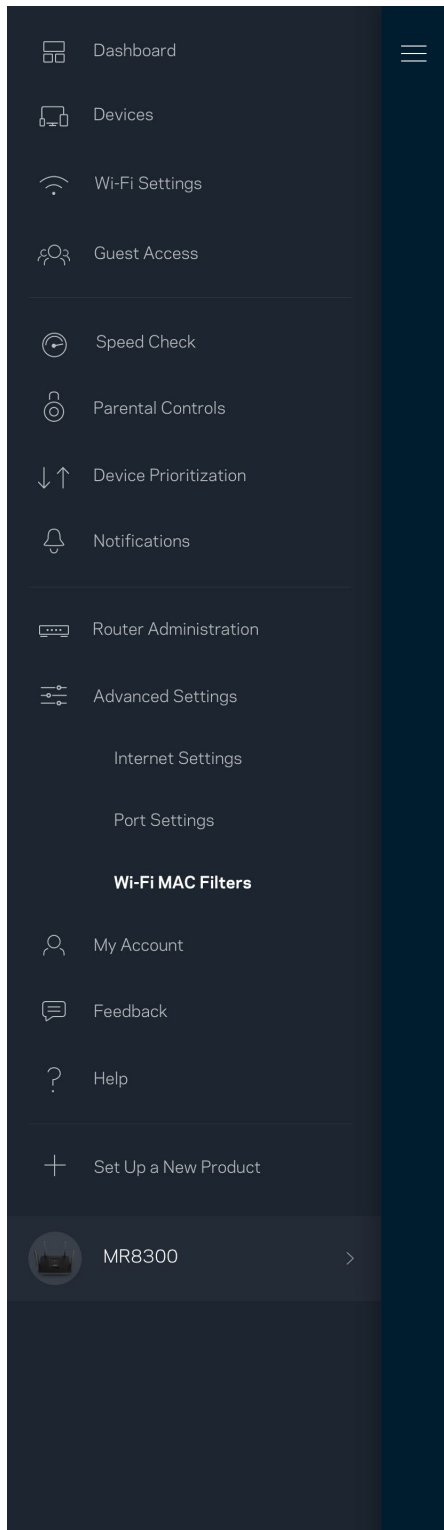 Dashboard
Devices
Wi-Fi Settings
Guest Access
Speed Check
Parental Controls
Device Prioritization
Notifications
Router Administration
Advanced Settings
Internet Settings
Port Settings
Wi-Fi MAC Filters
My Account
Feedback
Help
Set Up a New Product
MR8300